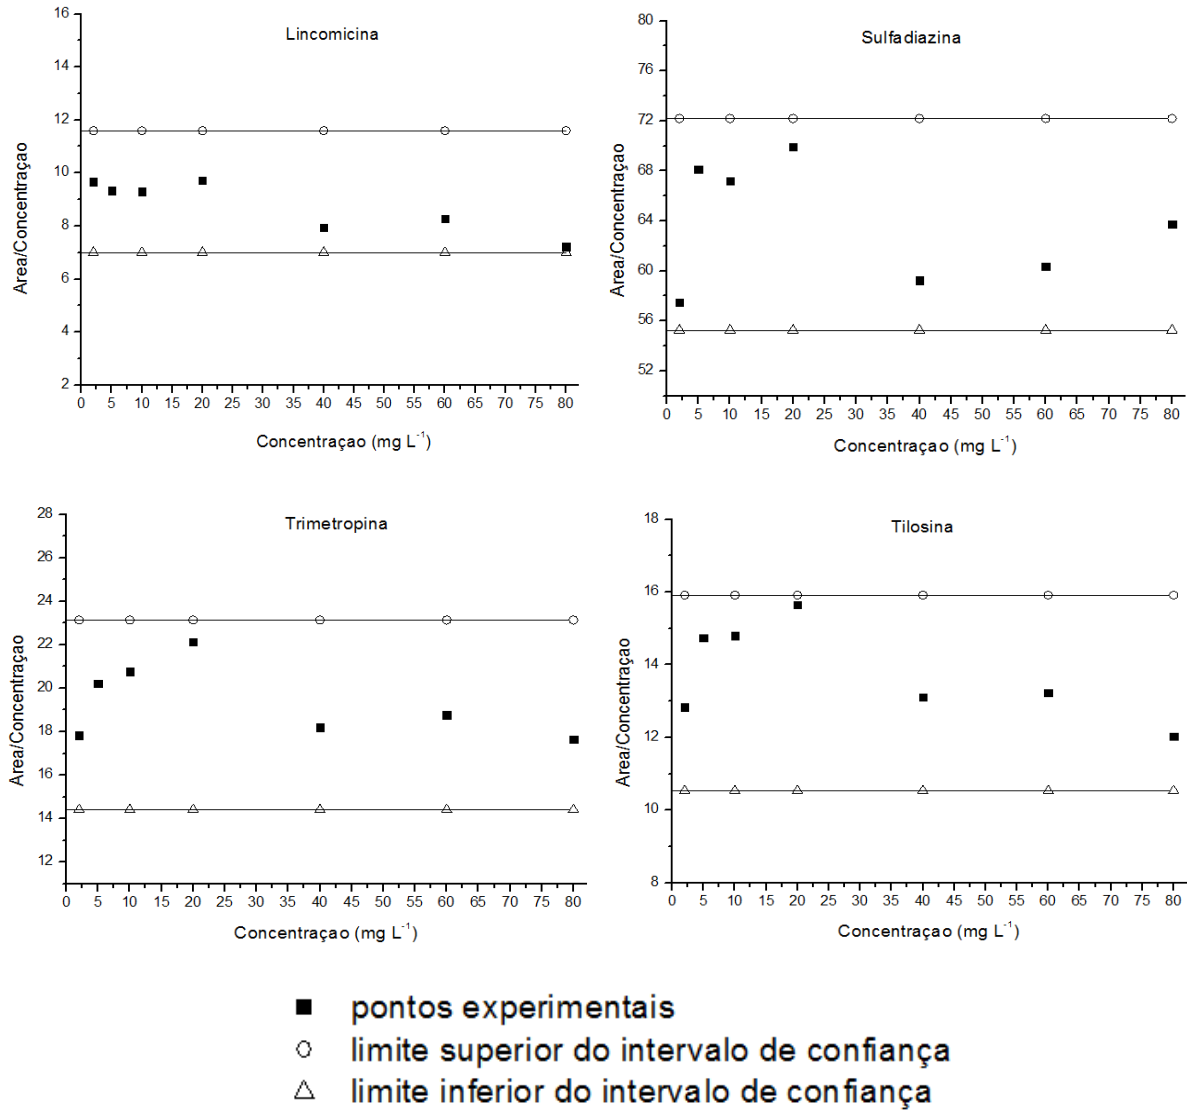 Lincomicina
Area/Concentraçao
16
14
12
10
8
6
4
2
0 5 10 15 20 25 30 35 40 45 50 55 60 65 70 75 80
Concentraçao (mg L⁻¹)
Sulfadiazina
Area/Concentraçao
80
76
72
68
64
60
56
52
0 5 10 15 20 25 30 35 40 45 50 55 60 65 70 75 80
Concentraçao (mg L⁻¹)
Trimetropina
Area/Concentraçao
28
26
24
22
20
18
16
14
12
0 5 10 15 20 25 30 35 40 45 50 55 60 65 70 75 80
Concentraçao (mg L⁻¹)
Tilosina
Area/Concentraçao
18
16
14
12
10
8
0 5 10 15 20 25 30 35 40 45 50 55 60 65 70 75 80
Concentraçao (mg L⁻¹)
pontos experimentais
limite superior do intervalo de confiança
limite inferior do intervalo de confiança